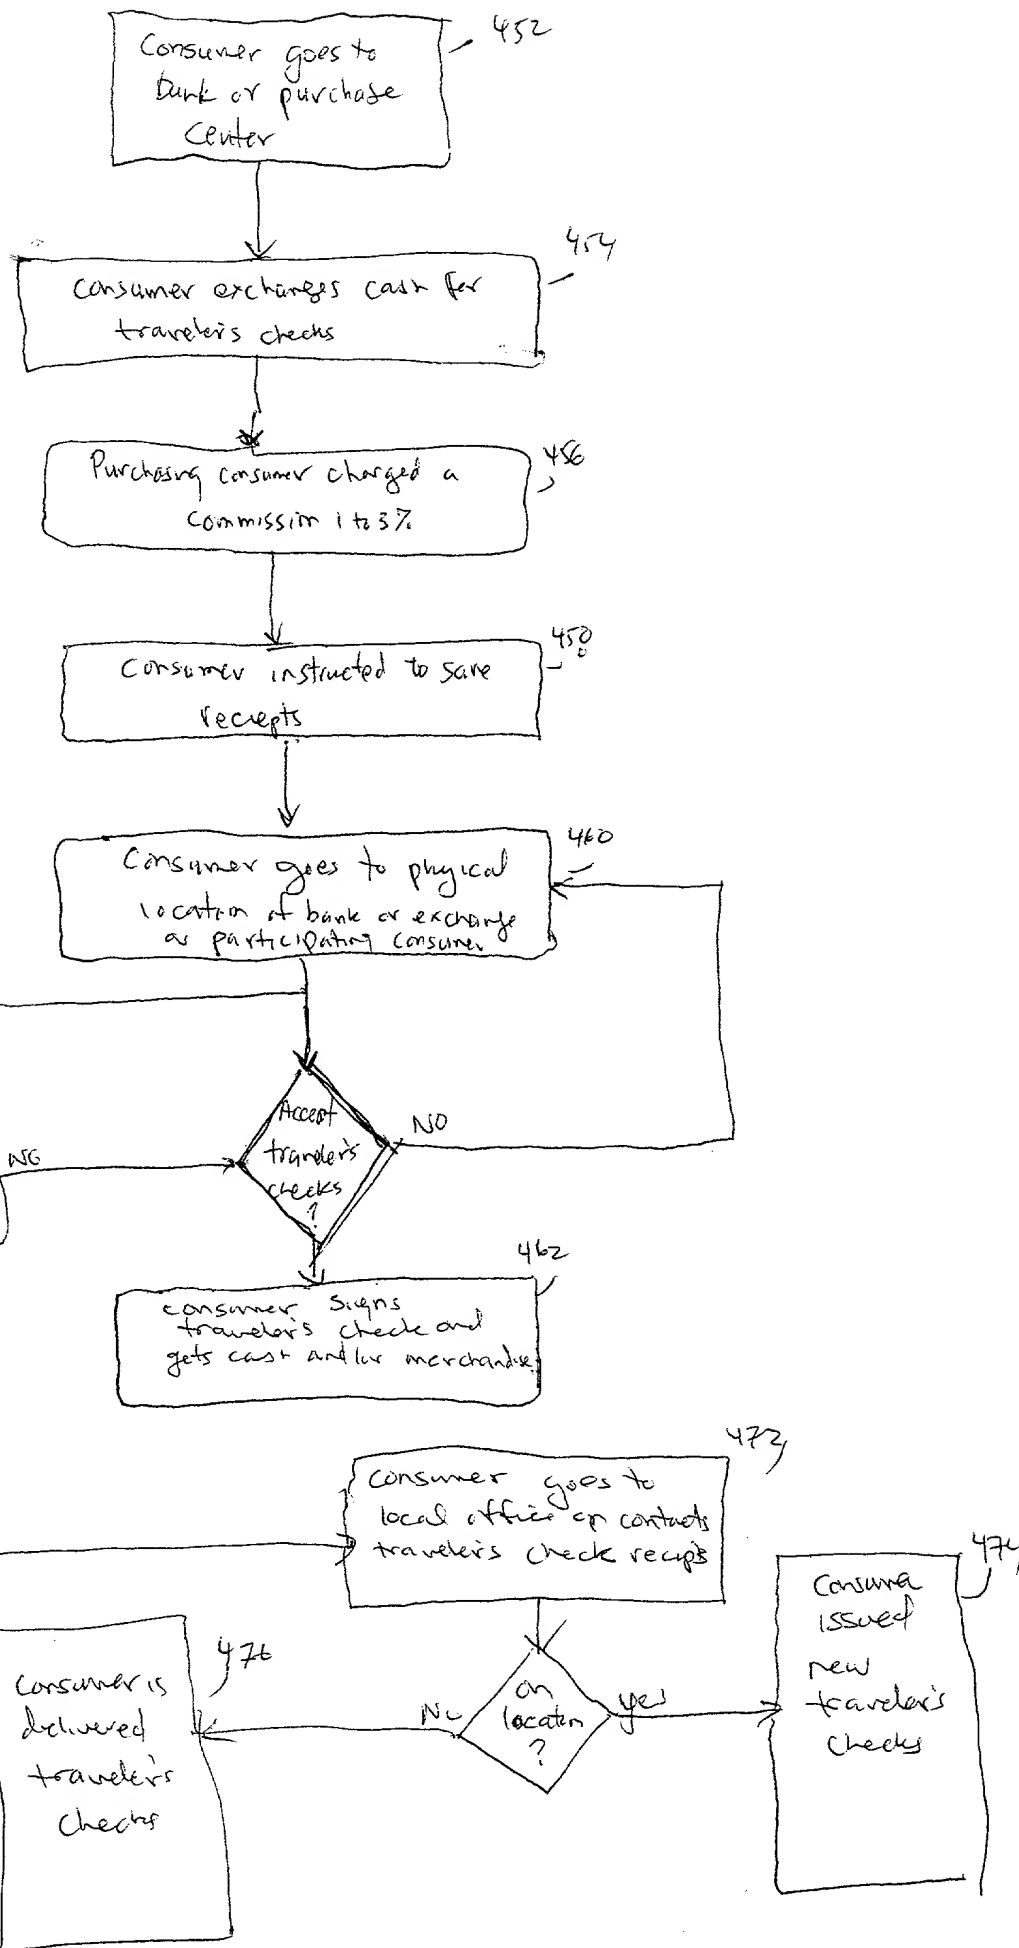 452
Consumer goes to
bank or purchase
Center
454
Consumer exchanges cash for
traveler's checks
456
Purchasing consumer charged a
Commission 1 to 3%
458
Consumer instructed to save
reciepts
460
Consumer goes to physical
location of bank or exchange
or participating consumer
Accept
traveler's
checks
?
NO
NO
462
consumer signs
traveler's check and
gets cash and/or merchandise
472
Consumer goes to
local office or contacts
traveler's check
474
Consumer
issued
new
traveler's
checks
476
Consumer is
delivered
traveler's
checks
No
on
location
?
yes